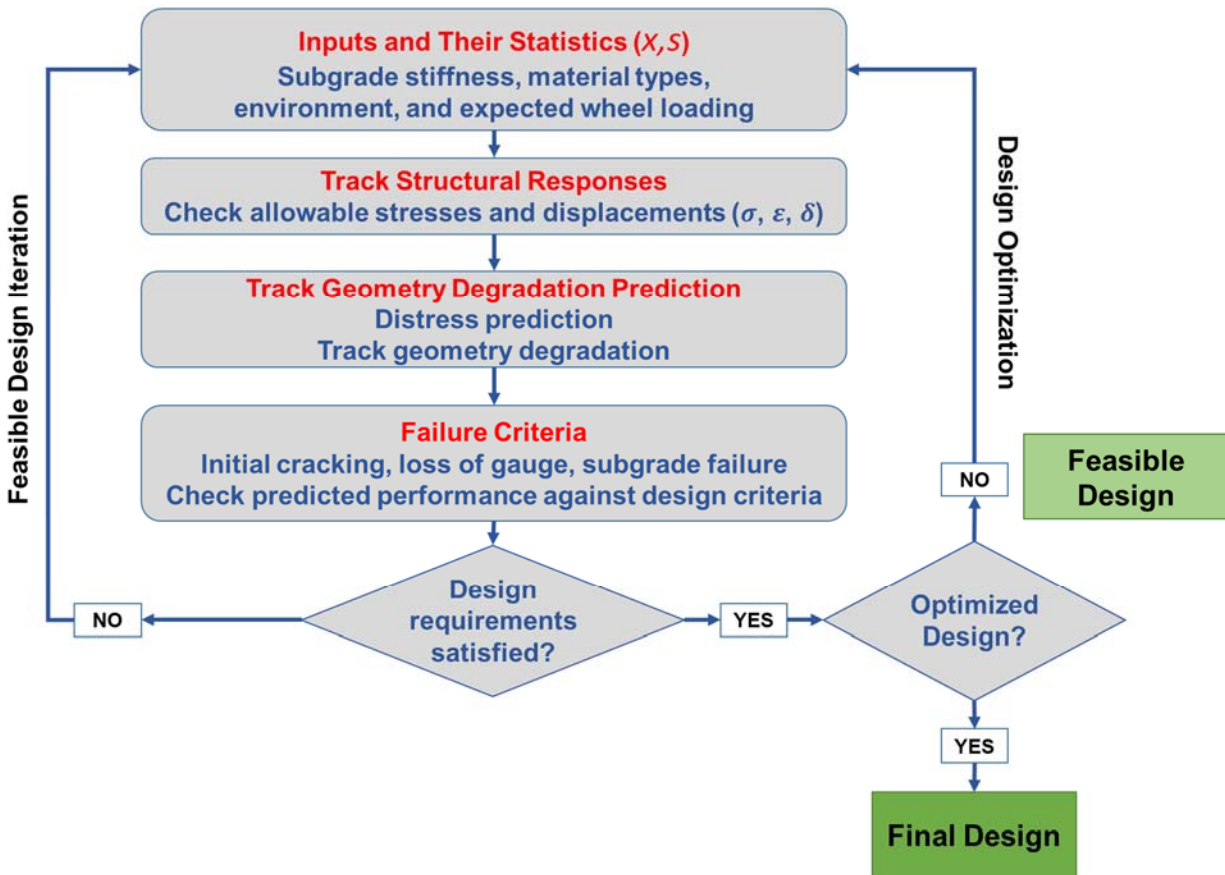 Inputs and Their Statistics (X,S)
Subgrade stiffness, material types,
environment, and expected wheel loading
Track Structural Responses
Check allowable stresses and displacements (σ, ε, δ)
Track Geometry Degradation Prediction
Distress prediction
Track geometry degradation
Failure Criteria
Initial cracking, loss of gauge, subgrade failure
Check predicted performance against design criteria
Design
requirements
satisfied?
NO
Feasible Design Iteration
YES
Optimized
Design?
NO
Design Optimization
Feasible
Design
YES
Final Design